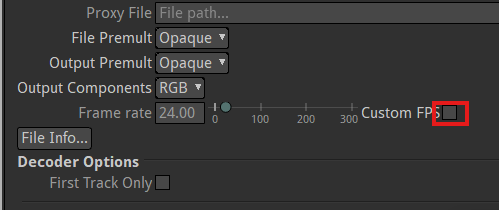 Proxy File File path...
File Premult Opaque
Output Premult Opaque
Output Components RGB
Frame rate 24.00 0 100 200 300 Custom FPS
File Info...
Decoder Options
First Track Only